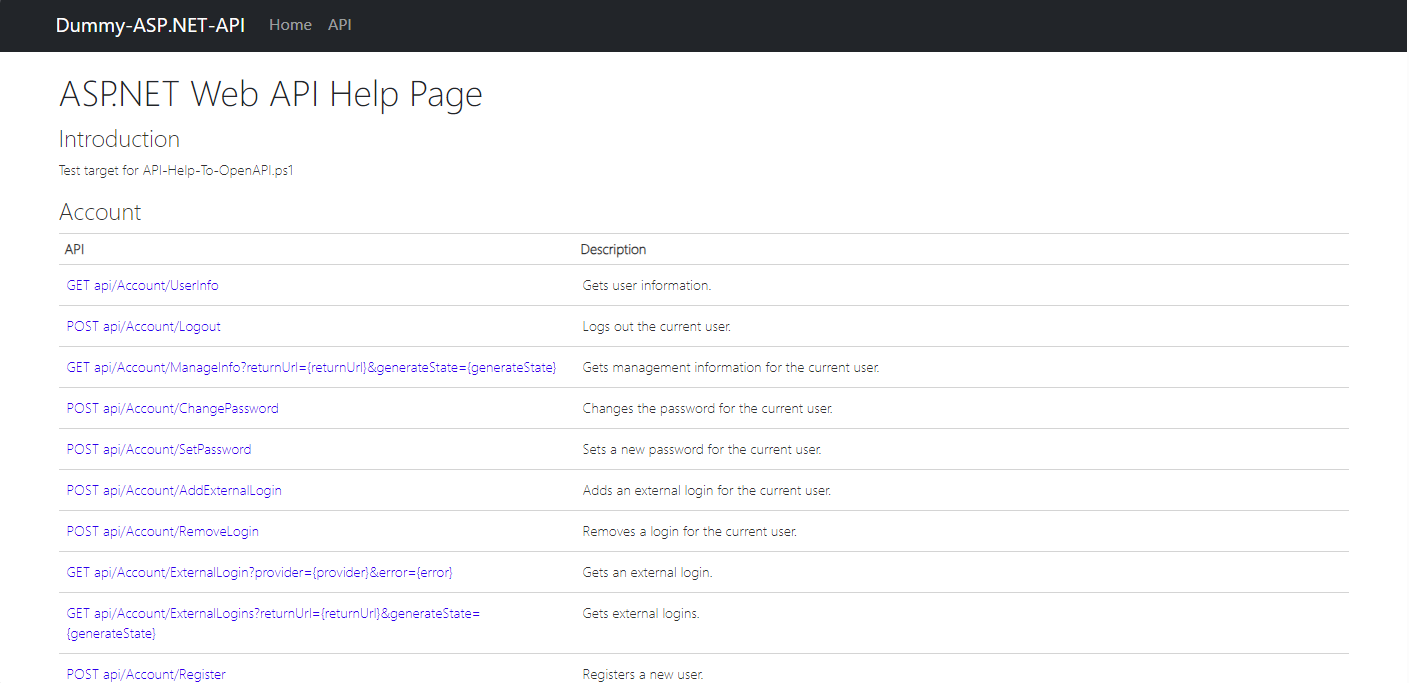 Dummy-ASP.NET-API Home API
ASP.NET Web API Help Page
Introduction
Test target for API-Help-To-OpenAPI.ps1
Account
API Description
GET api/Account/UserInfo Gets user information.
POST api/Account/Logout Logs out the current user.
GET api/Account/ManageInfo?returnUrl={returnUrl}&generateState={generateState} Gets management information for the current user.
POST api/Account/ChangePassword Changes the password for the current user.
POST api/Account/SetPassword Sets a new password for the current user.
POST api/Account/AddExternalLogin Adds an external login for the current user.
POST api/Account/RemoveLogin Removes a login for the current user.
GET api/Account/ExternalLogin?provider={provider}&error={error} Gets an external login.
GET api/Account/ExternalLogins?returnUrl={returnUrl}&generateState= Gets external logins.
{generateState}
POST api/Account/Register Registers a new user.